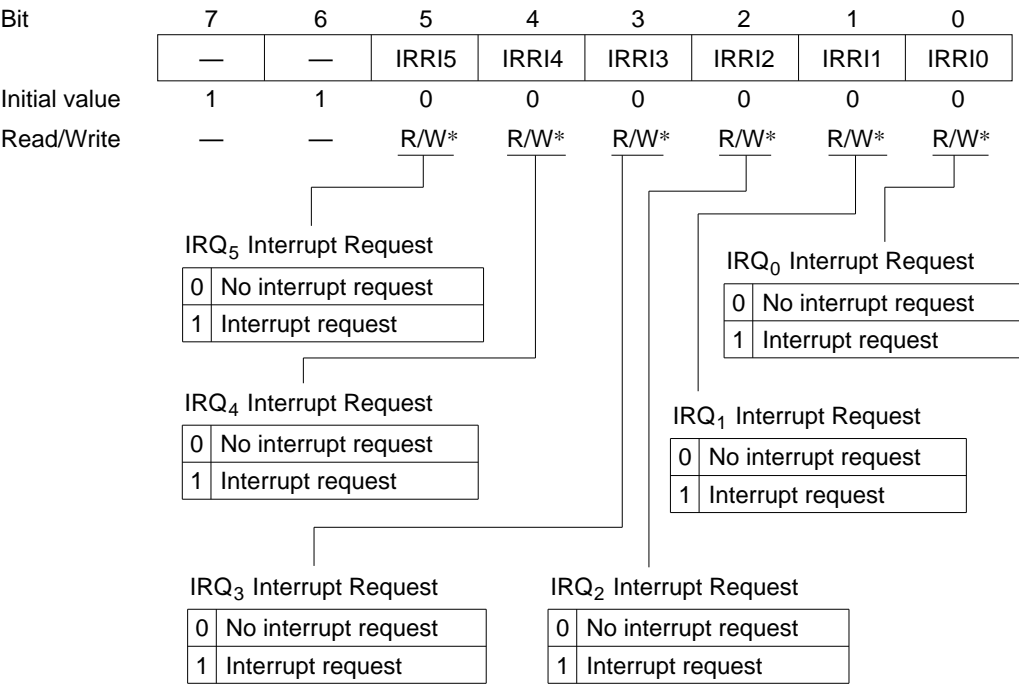 Bit 7 6 5 4 3 2 1 0
— — IRRI5 IRRI4 IRRI3 IRRI2 IRRI1 IRRI0
Initial value 1 1 0 0 0 0 0 0
Read/Write — — R/W* R/W* R/W* R/W* R/W* R/W*
IRQ5 Interrupt Request
0 No interrupt request
1 Interrupt request
IRQ0 Interrupt Request
0 No interrupt request
1 Interrupt request
IRQ4 Interrupt Request
0 No interrupt request
1 Interrupt request
IRQ1 Interrupt Request
0 No interrupt request
1 Interrupt request
IRQ3 Interrupt Request
0 No interrupt request
1 Interrupt request
IRQ2 Interrupt Request
0 No interrupt request
1 Interrupt request